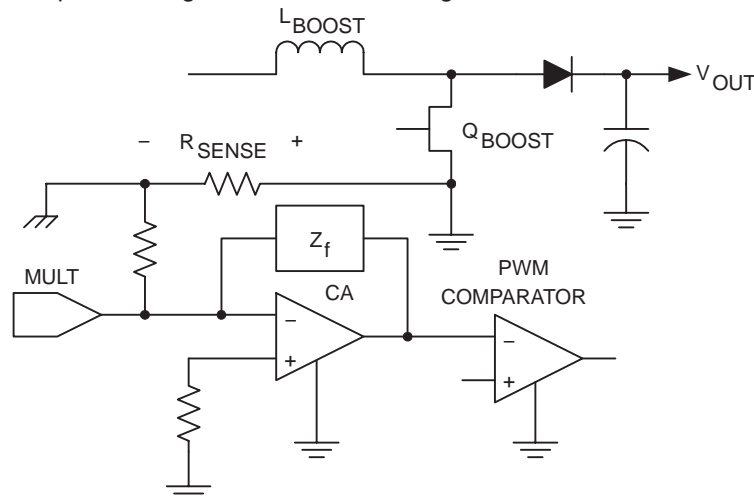 L BOOST
V OUT
– R SENSE +
Q BOOST
Z f
MULT
CA
PWM
COMPARATOR
–
+
–
+